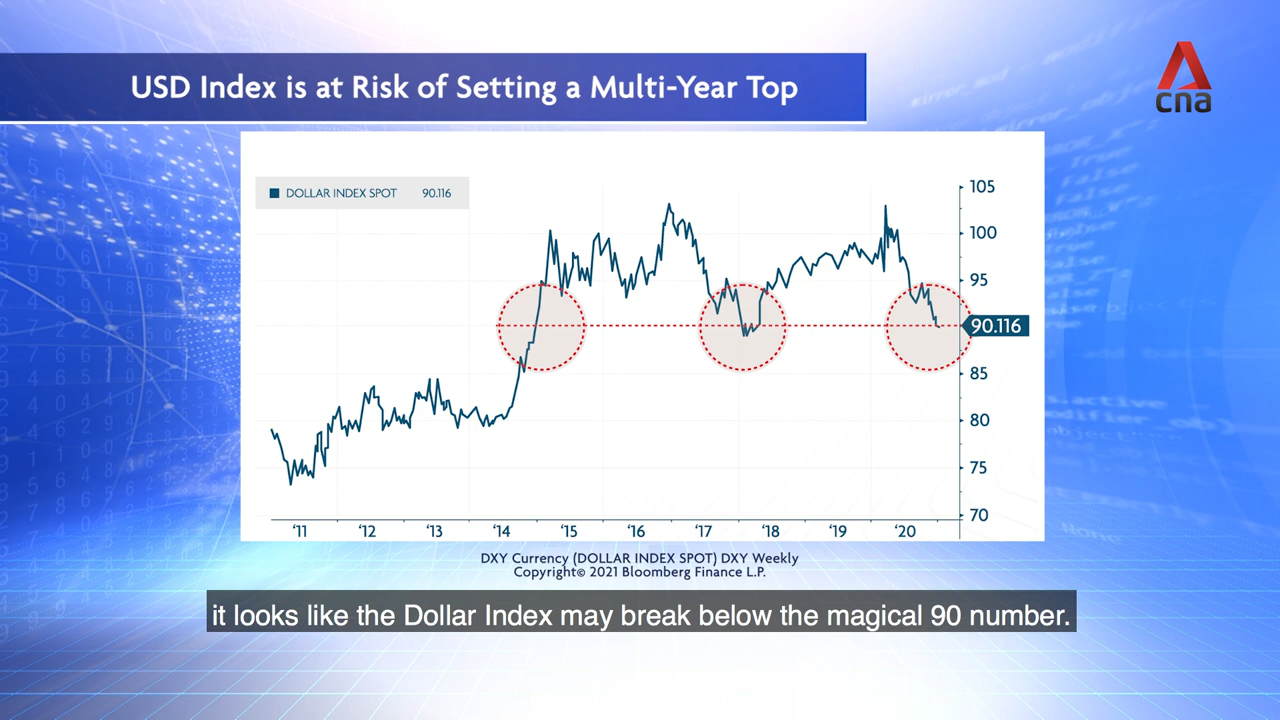 USD Index is at Risk of Setting a Multi-Year Top
cna
DOLLAR INDEX SPOT 90.116
105
100
95
90.116
85
80
75
70
‘11 ‘12 ‘13 ‘14 ‘15 ‘16 ‘17 ‘18 ‘19 ‘20
DXY Currency (DOLLAR INDEX SPOT) DXY Weekly
Copyright© 2021 Bloomberg Finance L.P.
it looks like the Dollar Index may break below the magical 90 number.